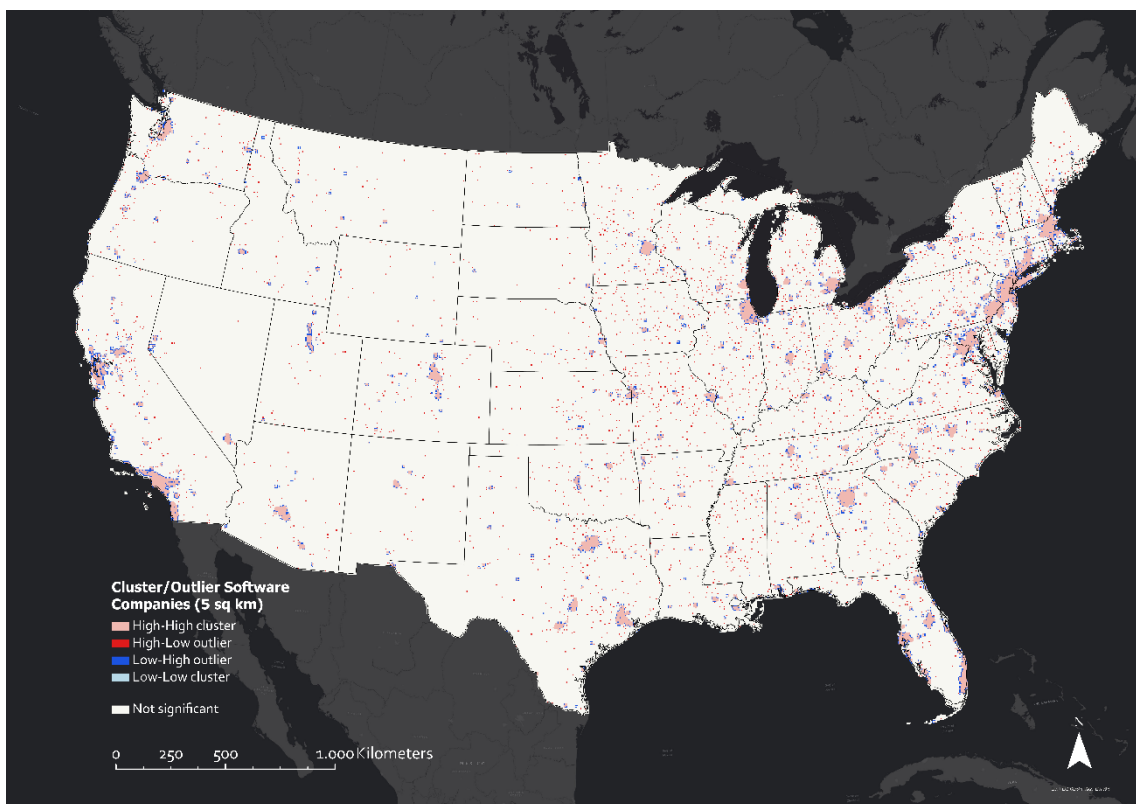 Cluster/Outlier Software
Companies (5 sq km)
High-High cluster
High-Low outlier
Low-High outlier
Low-Low cluster
Not significant
0 250 500 1.000 Kilometers
N